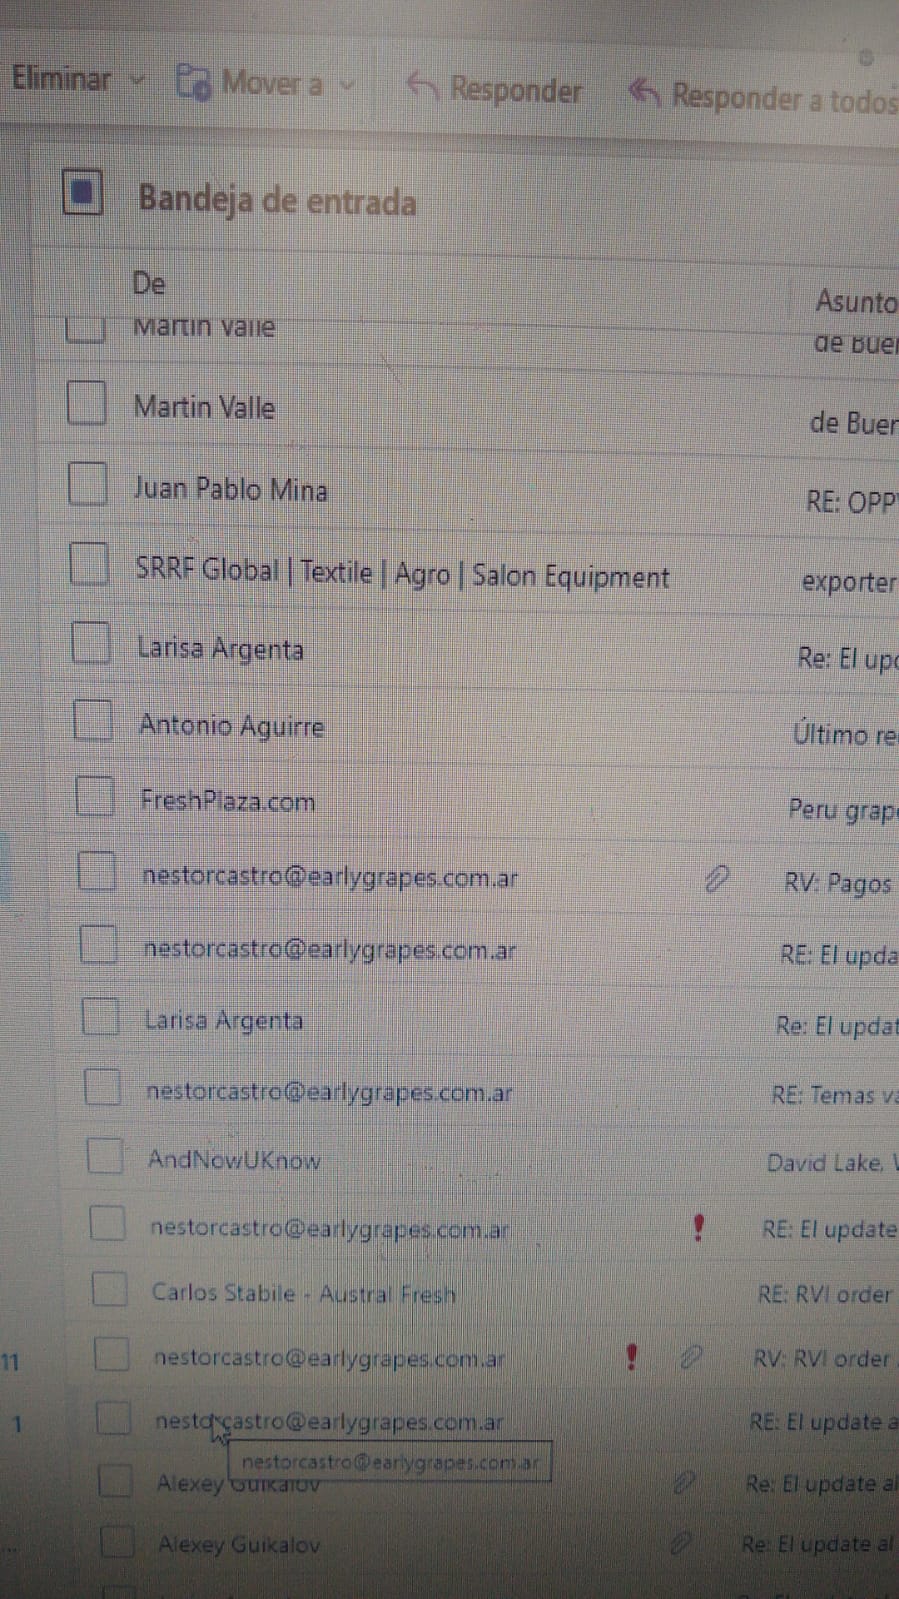 Eliminar Mover a Responder Responder a todos
Bandeja de entrada
De Asunto
Martin Valle de Buen
Martin Valle de Buen
Juan Pablo Mina RE: OPP
SRRF Global | Textile | Agro | Salon Equipment exporter
Larisa Argenta Re: El upd
Antonio Aguirre Último re
FreshPlaza.com Peru grap
nestorcastro@earlygrapes.com.ar RV: Pagos
nestorcastro@earlygrapes.com.ar RE: El upda
Larisa Argenta Re: El updat
nestorcastro@earlygrapes.com.ar RE: Temas va
AndNowUKnow David Lake,
nestorcastro@earlygrapes.com.ar RE: El update
Carlos Stabile - Austral Fresh RE: RVI order
11 nestorcastro@earlygrapes.com.ar RV: RVI order
1 nestorcastro@earlygrapes.com.ar RE: El update a
nestorcastro@earlygrapes.com.ar
Alexey Guikalov Re: El update al
... Alexey Guikalov Re: El update al